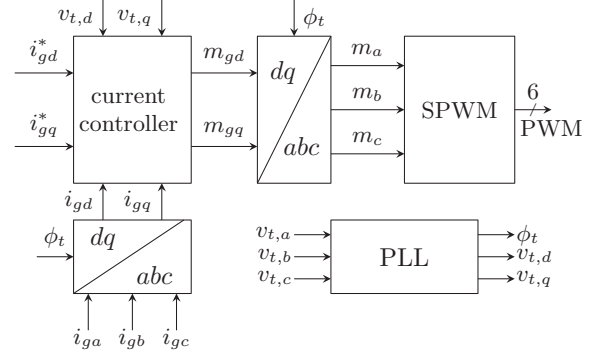 v_{t,d} v_{t,q} ϕ_t
i*_{gd} m_{gd} dq m_a
current controller
i*_{gq} m_{gq} abc m_b m_c
SPWM
6
PWM
i_{gd} i_{gq}
ϕ_t dq abc
i_{ga} i_{gb} i_{gc}
v_{t,a} ϕ_t
v_{t,b} PLL v_{t,d}
v_{t,c} v_{t,q}